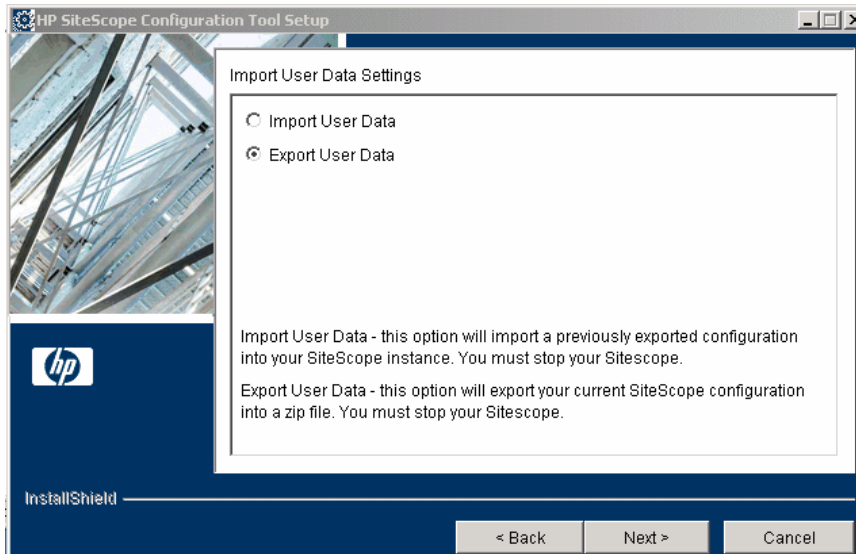 HP SiteScope Configuration Tool Setup
Import User Data Settings
Import User Data
Export User Data
Import User Data - this option will import a previously exported configuration
into your SiteScope instance. You must stop your Sitescope.
Export User Data - this option will export your current SiteScope configuration
into a zip file. You must stop your Sitescope.
hp
InstallShield
< Back
Next >
Cancel